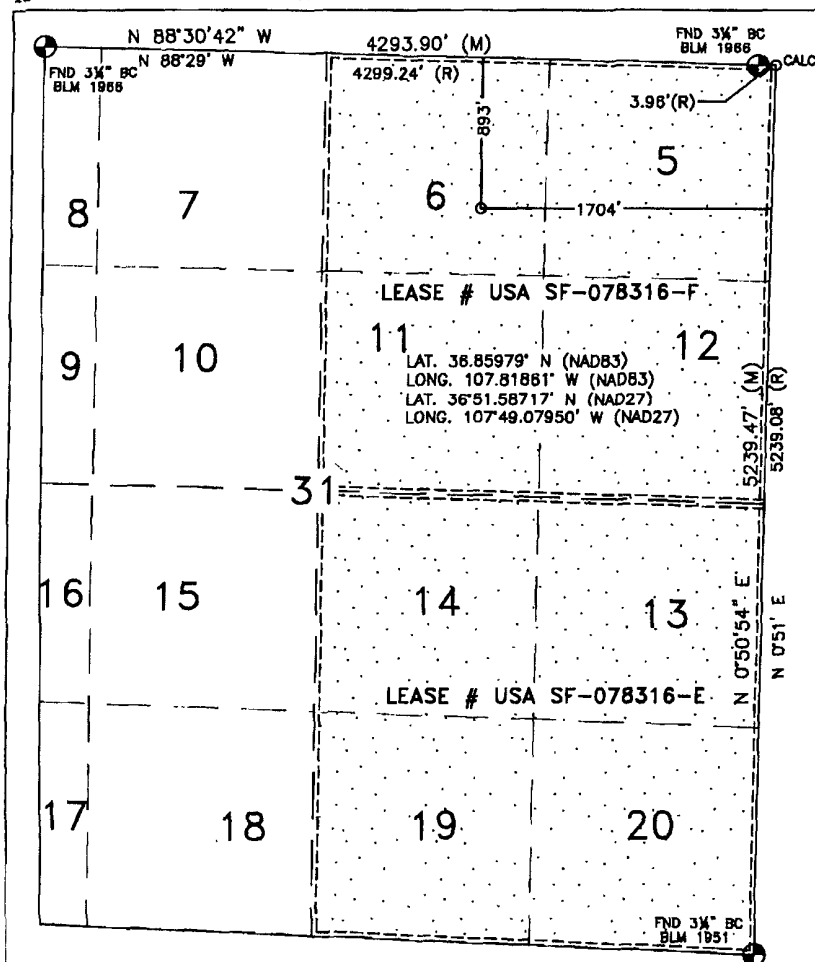 N 88°30'42" W
4293.90' (M)
FND 3¼" BC
BLM 1966
N 88°29' W
4299.24' (R)
CALC
FND 3¼" BC
BLM 1966
3.96'(R)
893'
5
6
7
8
1704'
LEASE # USA SF-078316-F
9
10
11
12
LAT. 36.85979° N (NAD83)
LONG. 107.81861° W (NAD83)
LAT. 36°51.58717' N (NAD27)
LONG. 107°49.07950' W (NAD27)
5239.47' (M)
5239.08' (R)
31
16
15
14
13
N 0°50'54" E
N 0°51' E
LEASE # USA SF-078316-E
17
18
19
20
FND 3¼" BC
BLM 1951